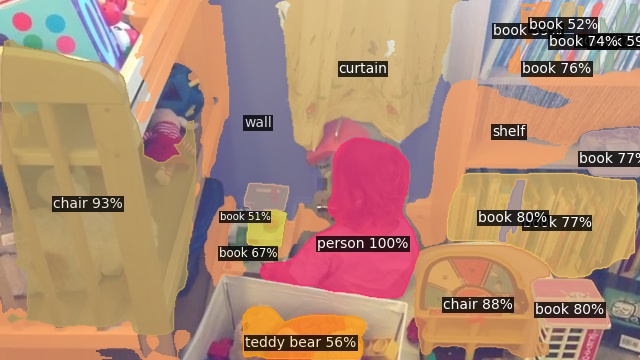 book 52%
book 74%
book 76%
curtain
wall
shelf
book 77%
chair 93%
book 51%
book 80%
book 77%
person 100%
book 67%
chair 88%
book 80%
teddy bear 56%